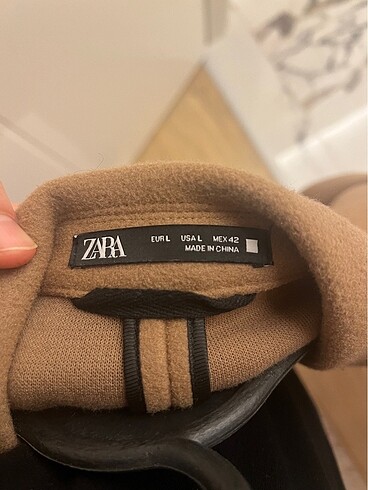 ZARA
EUR L USA L MEX 42
MADE IN CHINA